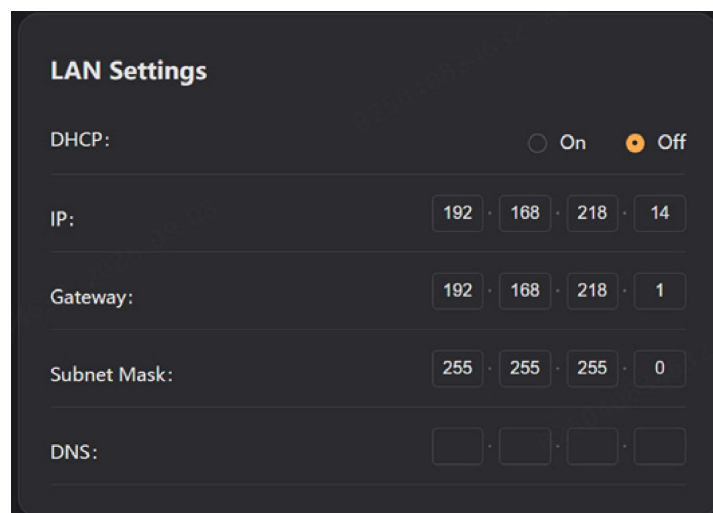 LAN Settings
DHCP: On Off
IP: 192 . 168 . 218 . 14
Gateway: 192 . 168 . 218 . 1
Subnet Mask: 255 . 255 . 255 . 0
DNS: . . .